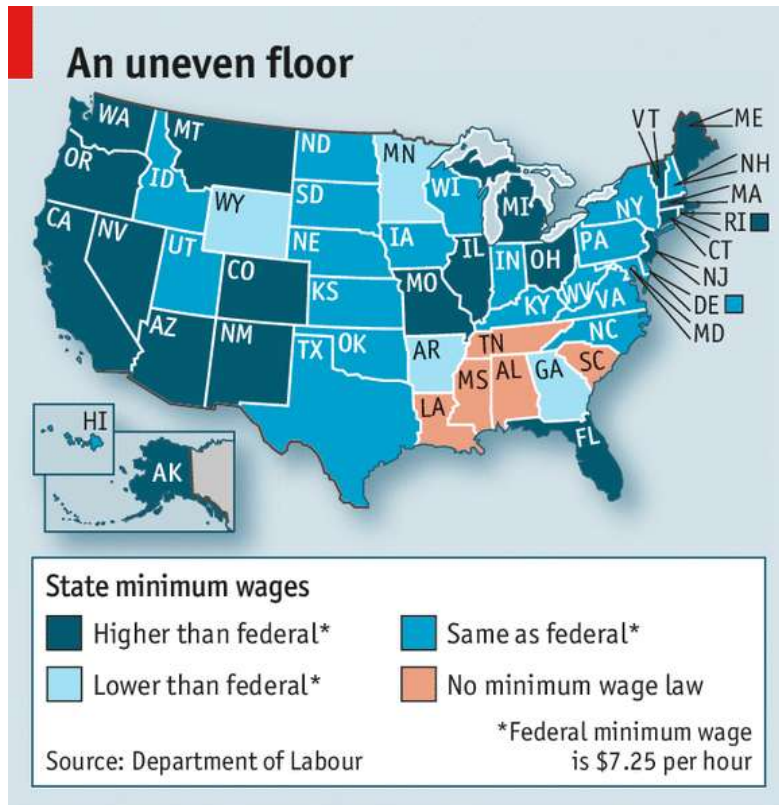 An uneven floor
WA
MT
ND
MN
VT
ME
OR
ID
SD
WI
NH
WY
MI
NY
MA
CA
NV
RI
UT
NE
IA
IL
IN
OH
PA
CT
CO
NJ
KS
MO
KY
WV
VA
DE
MD
AZ
NM
TX
OK
AR
TN
NC
MS
AL
GA
SC
LA
HI
FL
AK
State minimum wages
Higher than federal*
Same as federal*
Lower than federal*
No minimum wage law
*Federal minimum wage
is $7.25 per hour
Source: Department of Labour